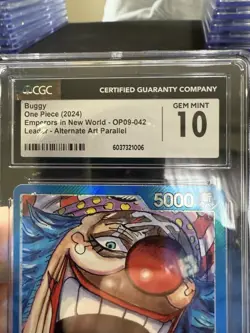 CGC
CERTIFIED GUARANTY COMPANY
Buggy
One Piece (2024)
Emperors in New World - OP09-042
Leader - Alternate Art Parallel
6037321006
GEM MINT
10
5000